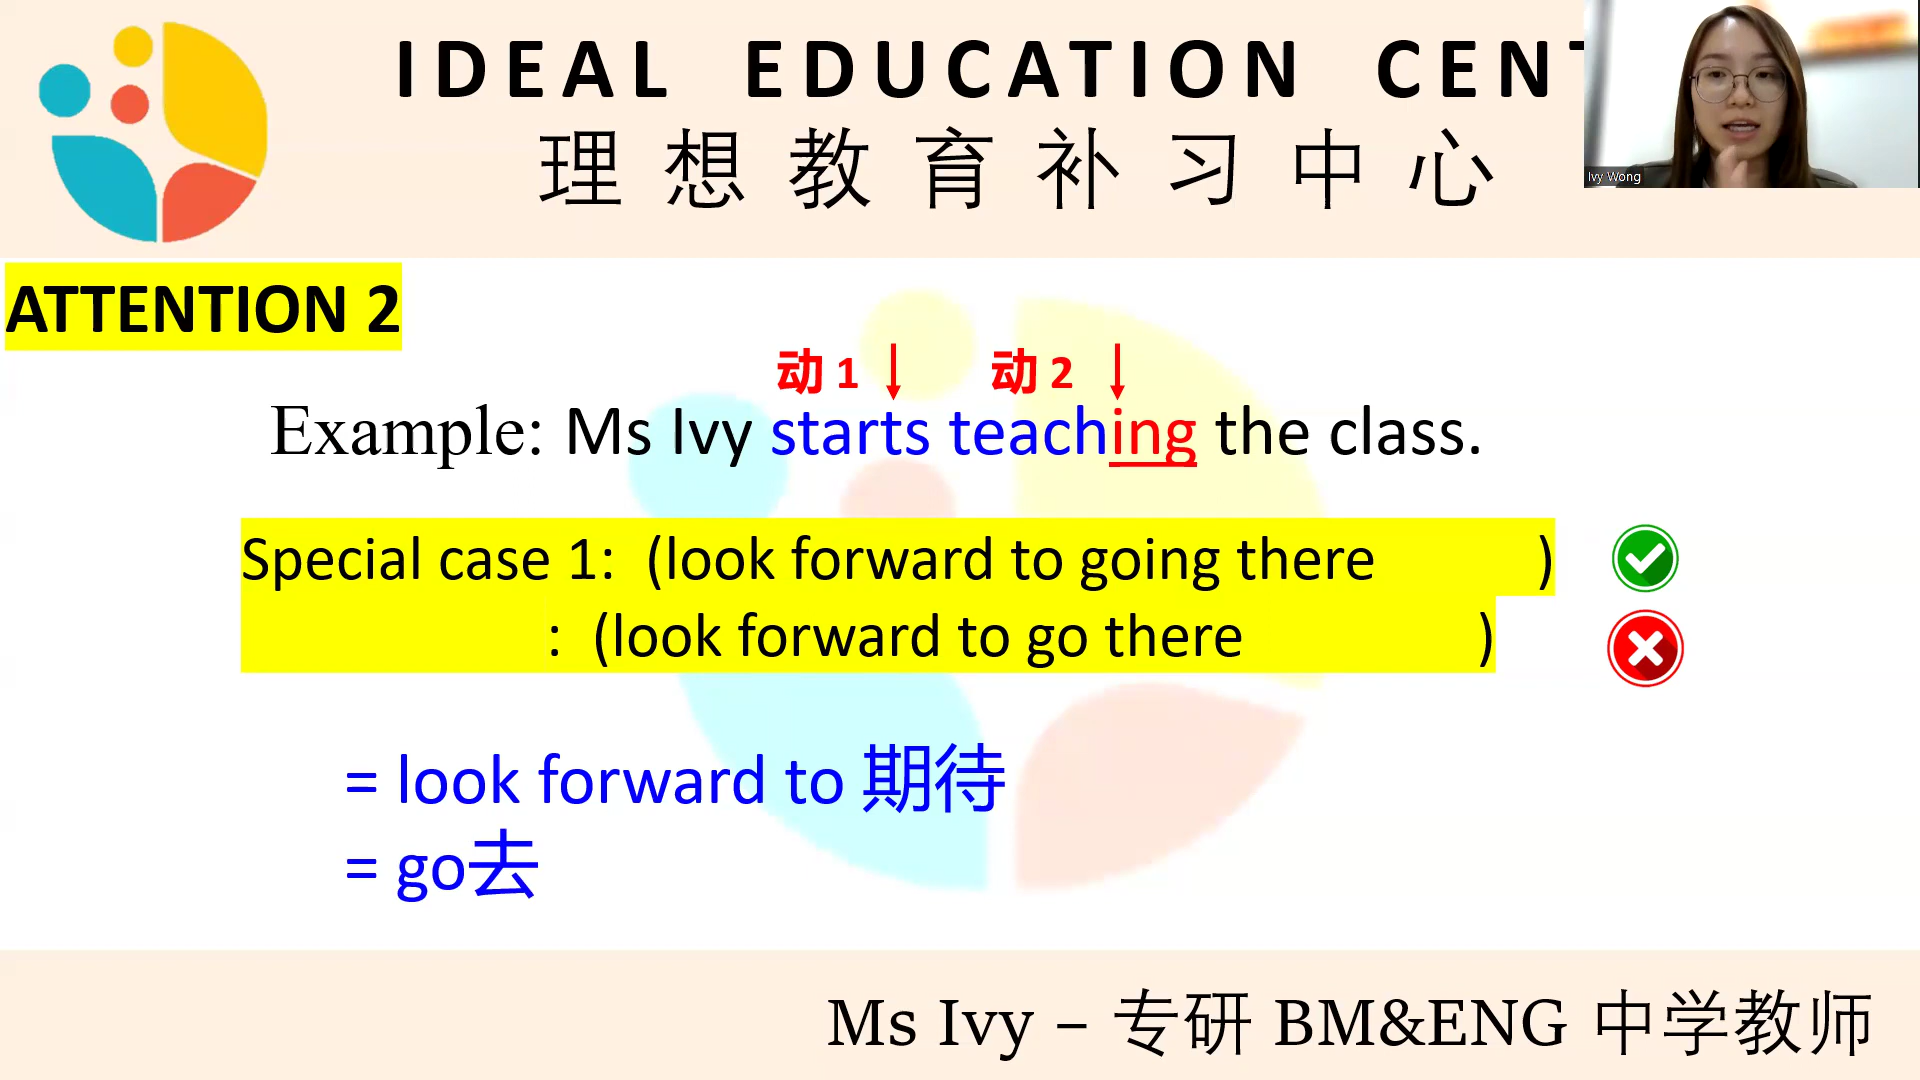 IDEAL EDUCATION CENT
理想教育补习中心
Ivy Wong
ATTENTION 2
动 1 动 2
Example: Ms Ivy starts teaching the class.
Special case 1: (look forward to going there )
: (look forward to go there )
= look forward to 期待
= go去
Ms Ivy – 专研 BM&ENG 中学教师